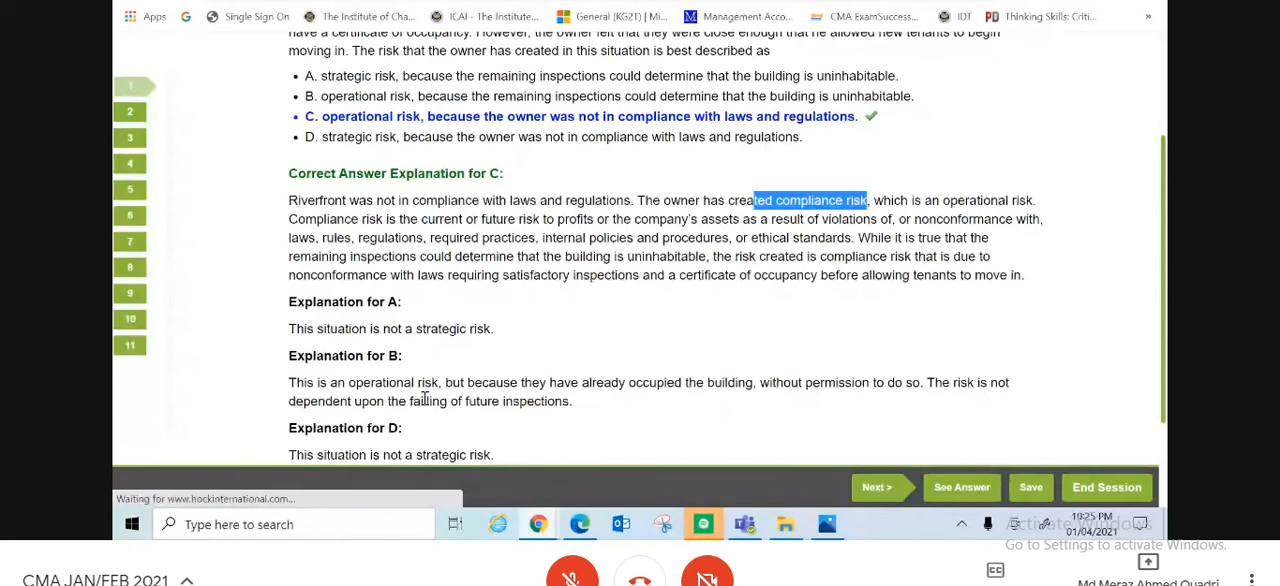 Apps
Single Sign On
The Institute of Cha...
ICAI - The Institute...
General (KG2T) | Mi...
Management Acco...
CMA ExamSuccess...
IDT
PD Thinking Skills: Criti...
»
have a certificate of occupancy. However, the owner felt that they were close enough that he allowed new tenants to begin
moving in. The risk that the owner has created in this situation is best described as
• A. strategic risk, because the remaining inspections could determine that the building is uninhabitable.
• B. operational risk, because the remaining inspections could determine that the building is uninhabitable.
• C. operational risk, because the owner was not in compliance with laws and regulations.
• D. strategic risk, because the owner was not in compliance with laws and regulations.
1
2
3
4
5
6
7
8
9
10
11
Correct Answer Explanation for C:
Riverfront was not in compliance with laws and regulations. The owner has created compliance risk, which is an operational risk.
Compliance risk is the current or future risk to profits or the company's assets as a result of violations of, or nonconformance with,
laws, rules, regulations, required practices, internal policies and procedures, or ethical standards. While it is true that the
remaining inspections could determine that the building is uninhabitable, the risk created is compliance risk that is due to
nonconformance with laws requiring satisfactory inspections and a certificate of occupancy before allowing tenants to move in.
Explanation for A:
This situation is not a strategic risk.
Explanation for B:
This is an operational risk, but because they have already occupied the building, without permission to do so. The risk is not
dependent upon the failing of future inspections.
Explanation for D:
This situation is not a strategic risk.
Next >
See Answer
Save
End Session
Waiting for www.hockinternational.com...
Type here to search
10:25 PM
01/04/2021
Activate Windows
Go to Settings to activate Windows.
CMA JAN/FEB 2021
CC
Md Meraz Ahmed Quadri